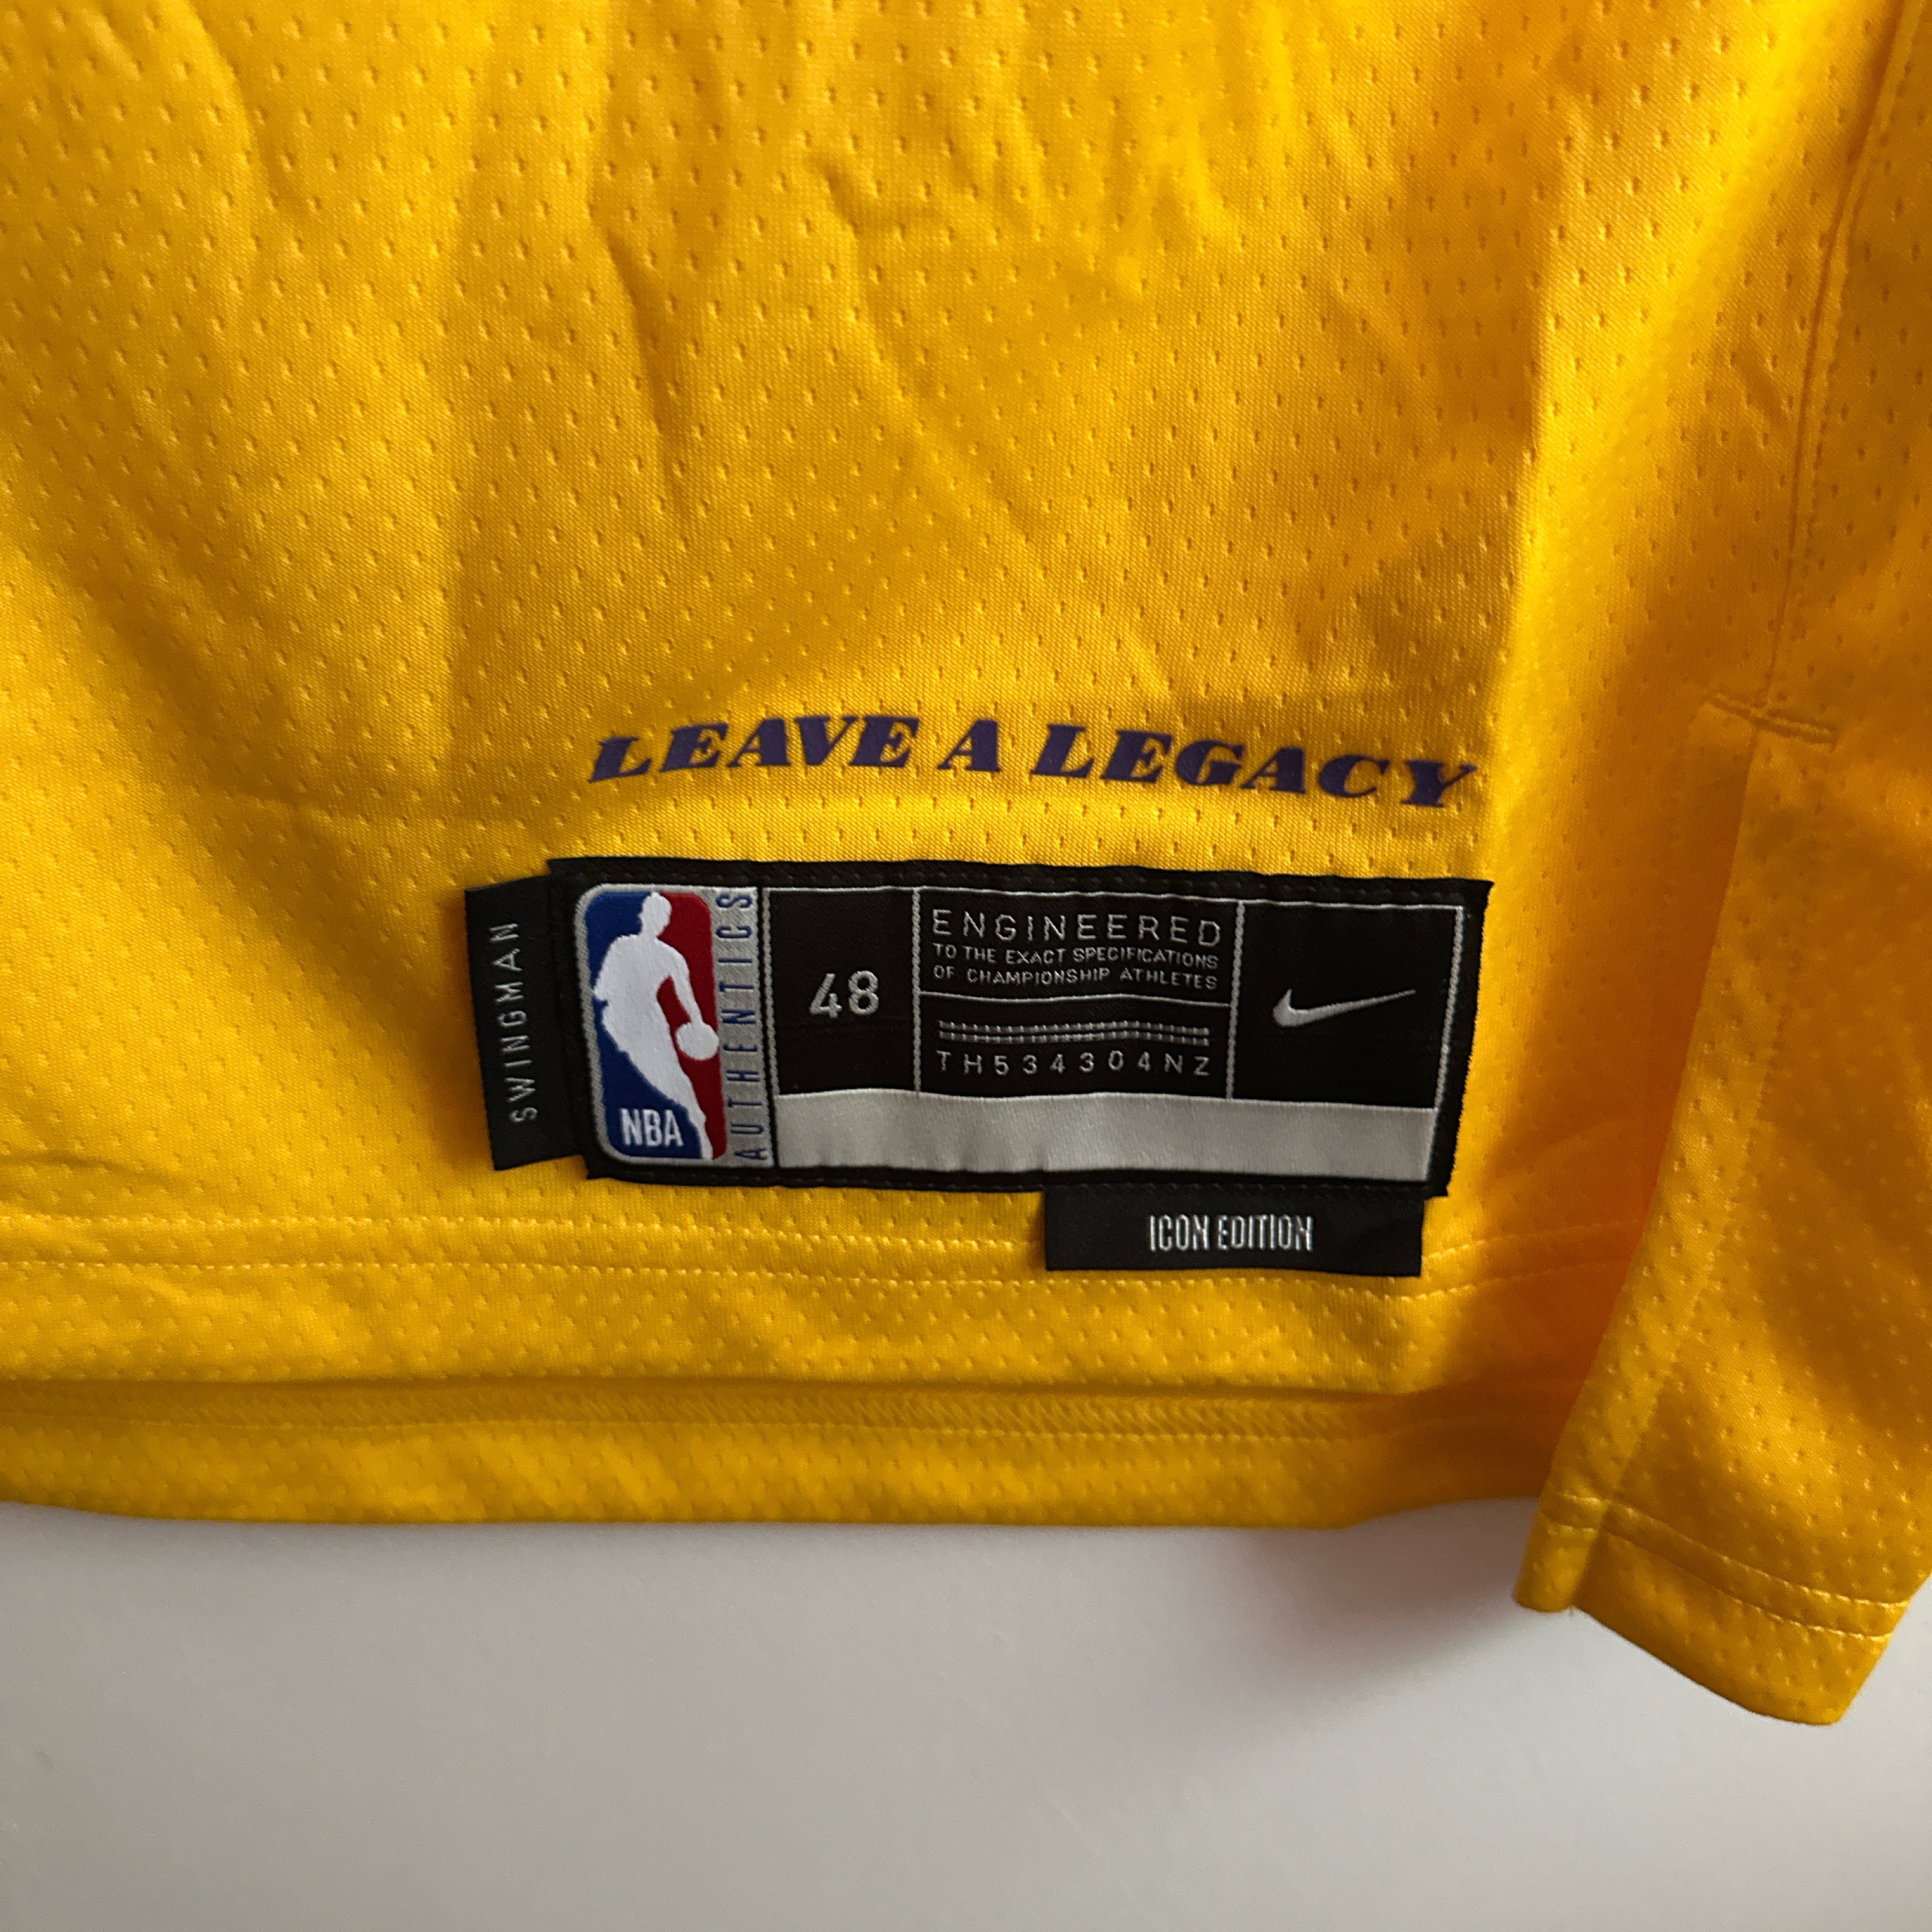 LEAVE A LEGACY
SWINGMAN
NBA
AUTHENTICS
48
ENGINEERED
TO THE EXACT SPECIFICATIONS
OF CHAMPIONSHIP ATHLETES
TH534304NZ
ICON EDITION